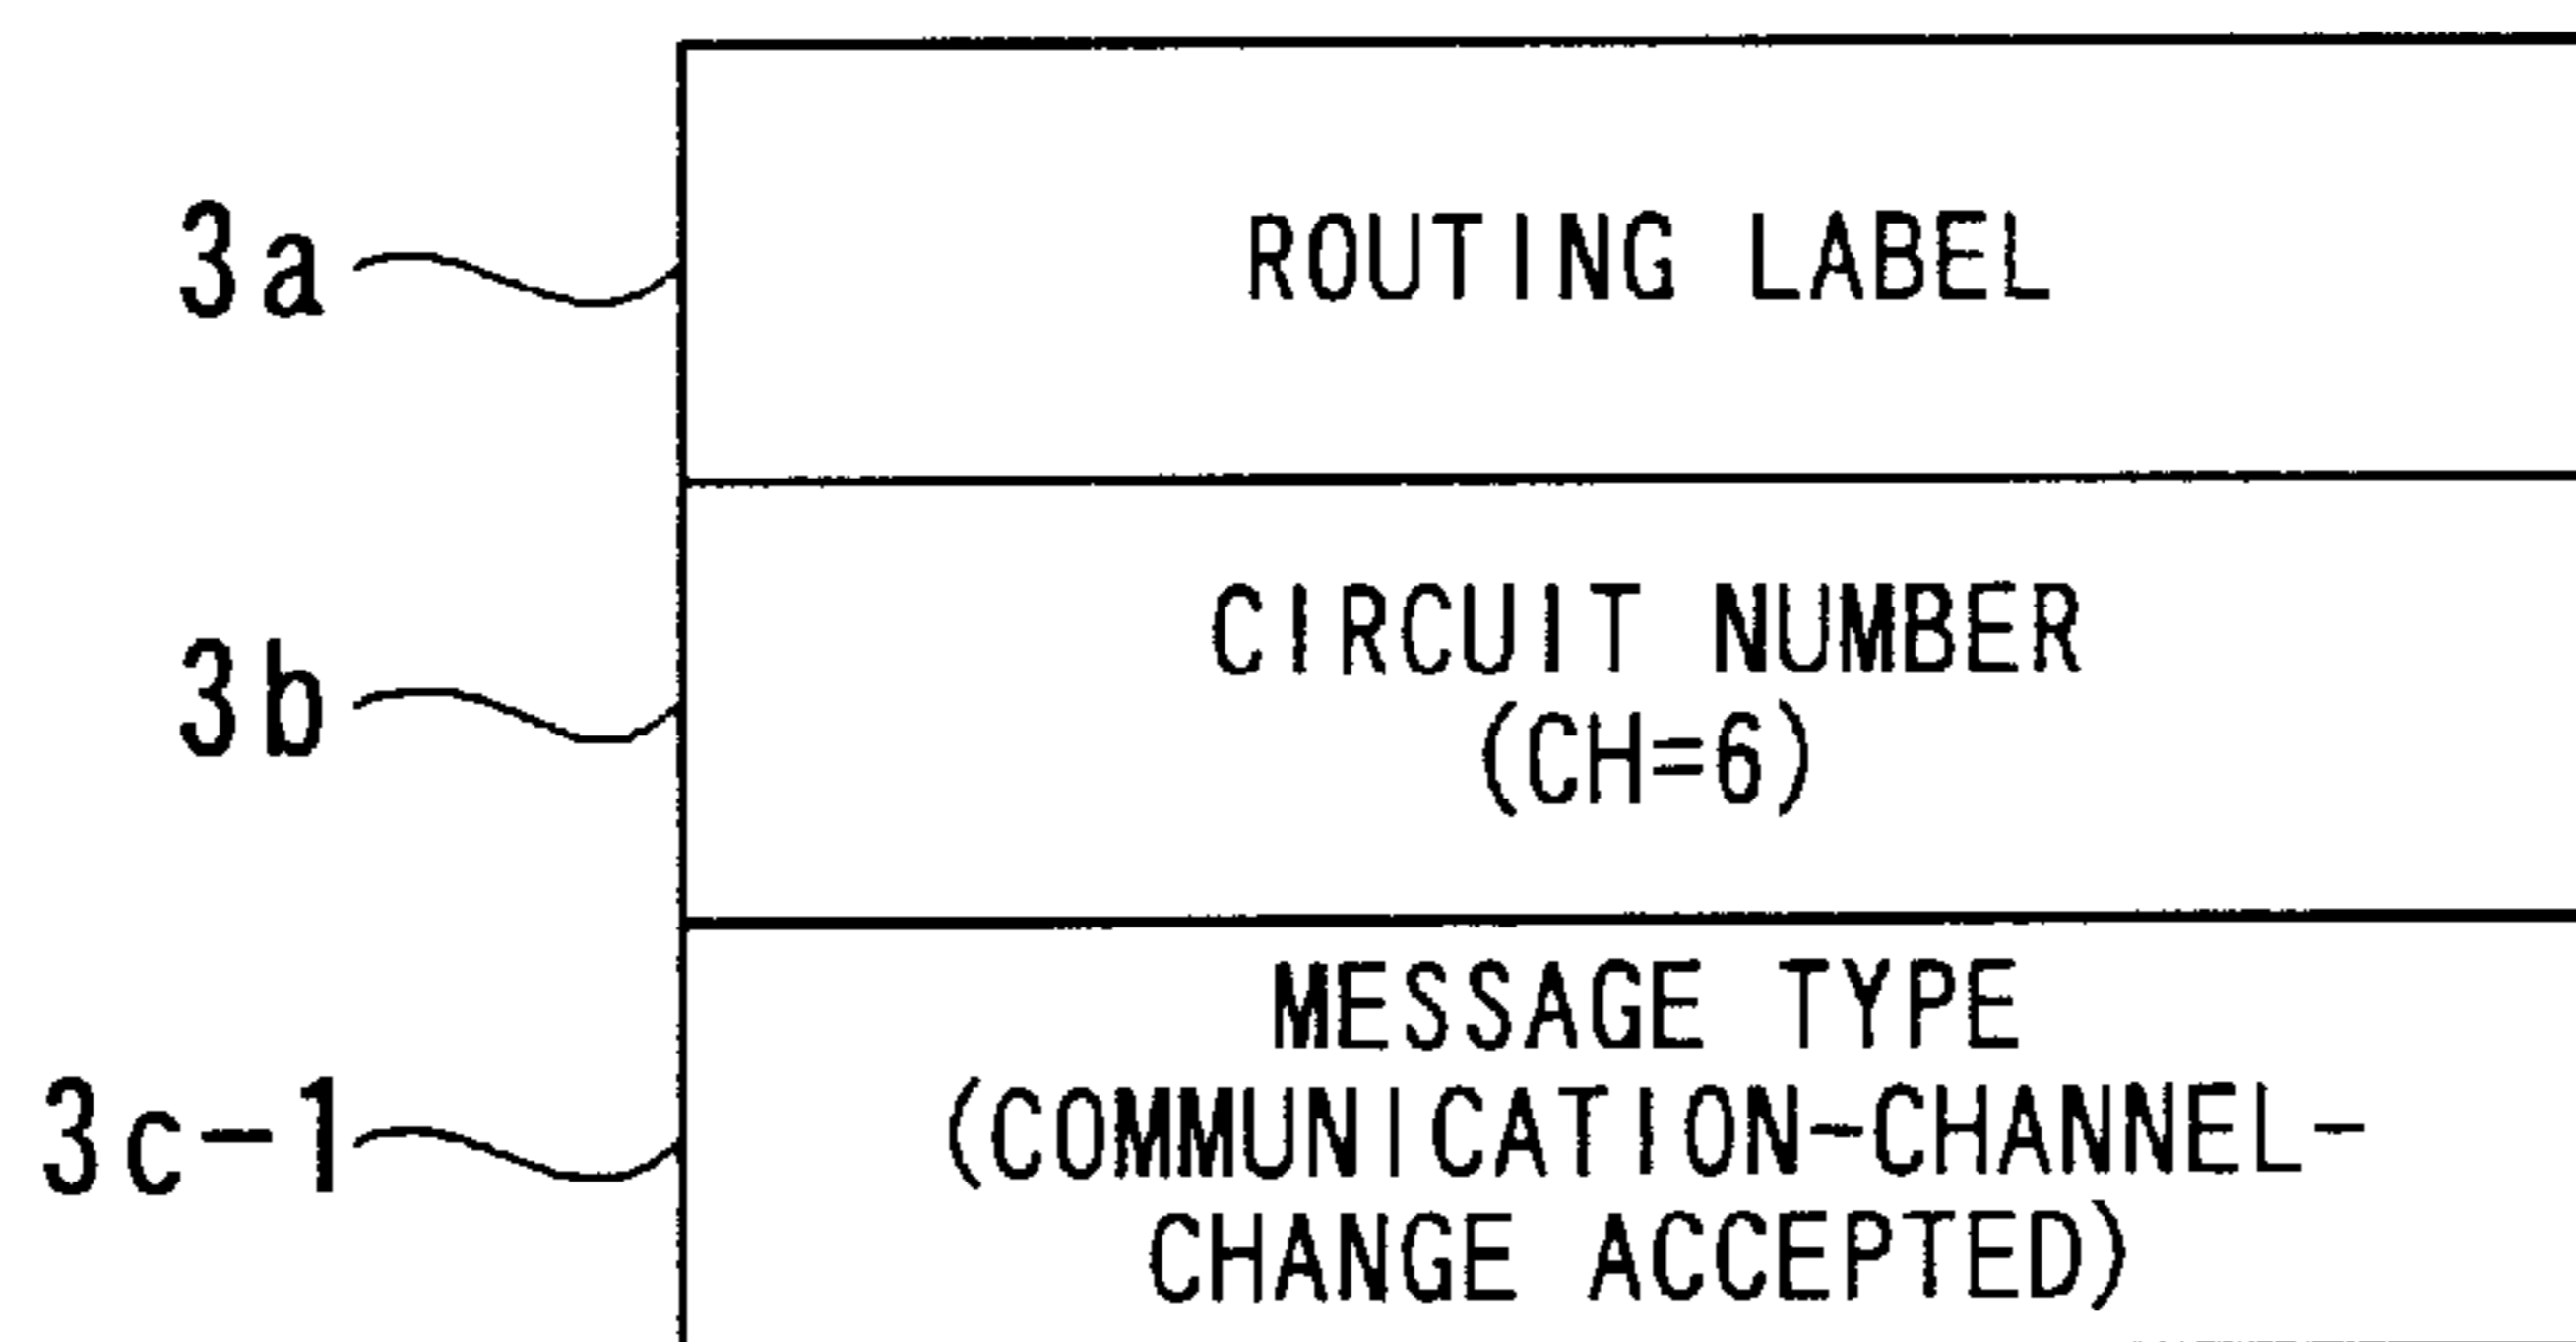 3a
ROUTING LABEL
3b
CIRCUIT NUMBER
(CH=6)
3c-1
MESSAGE TYPE
(COMMUNICATION-CHANNEL-
CHANGE ACCEPTED)